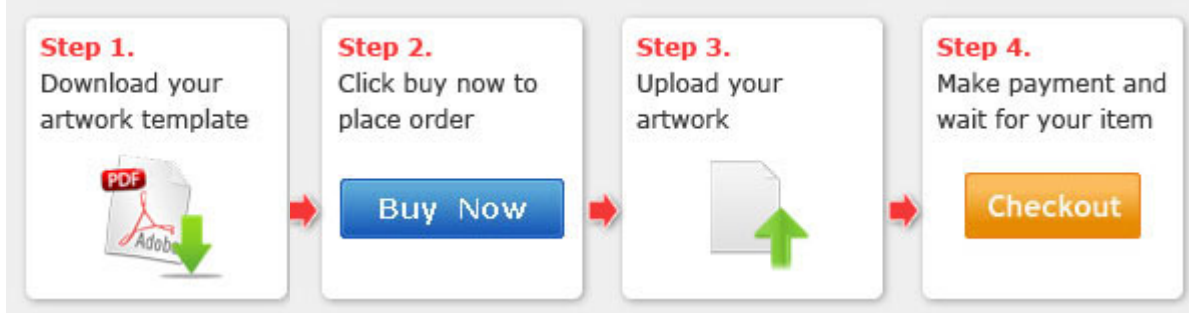 Step 1.
Download your
artwork template
PDF
Adobe
Step 2.
Click buy now to
place order
Buy Now
Step 3.
Upload your
artwork
Step 4.
Make payment and
wait for your item
Checkout